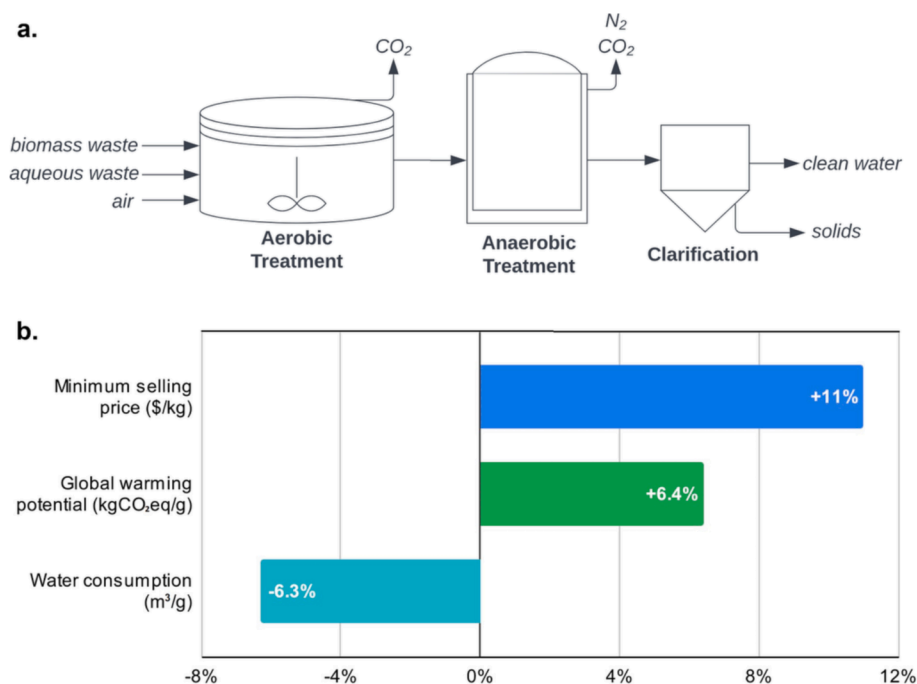 a.
N₂
CO₂
CO₂
biomass waste
aqueous waste
air
clean water
solids
Aerobic
Treatment
Anaerobic
Treatment
Clarification
b.
Minimum selling
price ($/kg)
+11%
Global warming
potential (kgCO₂eq/g)
+6.4%
Water consumption
(m³/g)
-6.3%
-8%
-4%
0%
4%
8%
12%